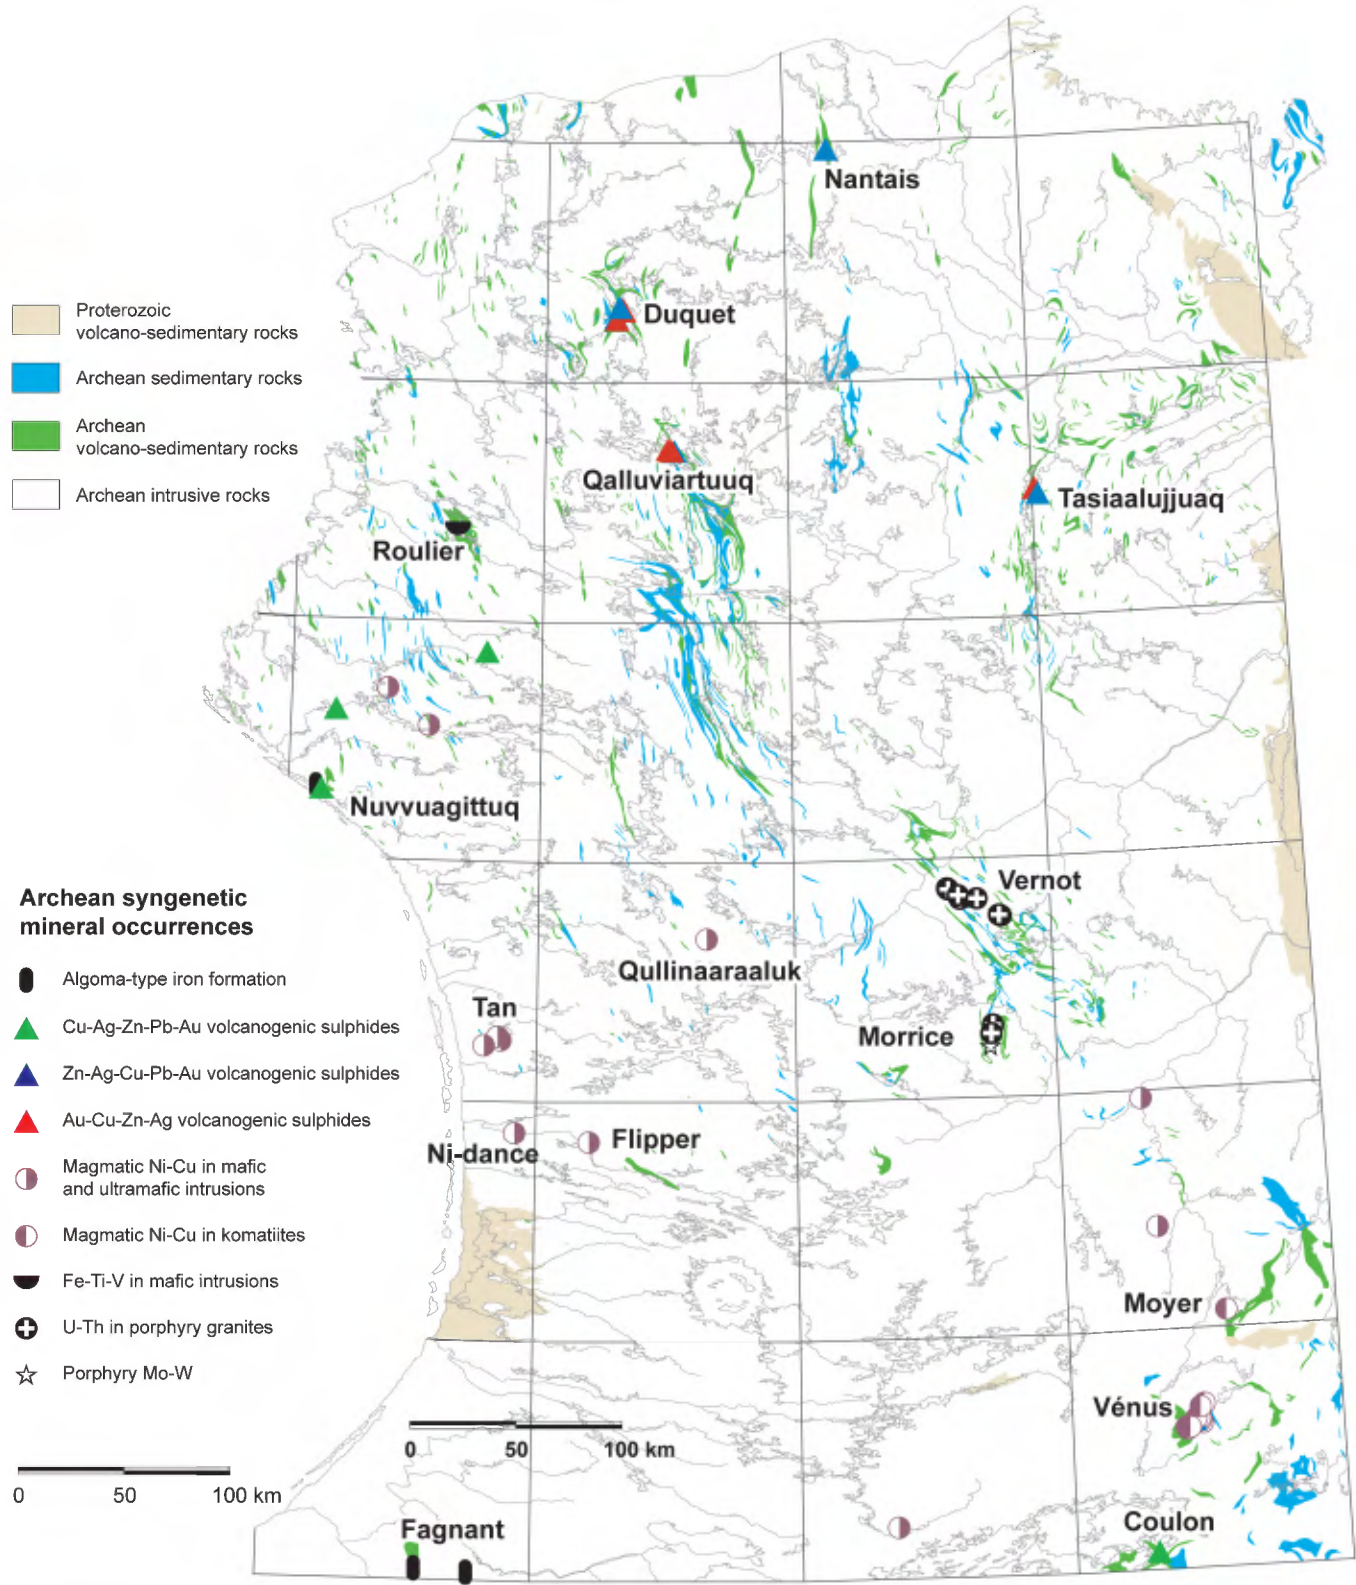 Nantais
Duquet
Qalluviartuuq
Tasiaalujjuaq
Roulier
Nuvvuagittuq
Vernot
Qullinaaraaluk
Tan
Morrice
Ni-dance
Flipper
Moyer
Vénus
Coulon
Fagnant
0 50 100 km
Proterozoic
volcano-sedimentary rocks
Archean sedimentary rocks
Archean
volcano-sedimentary rocks
Archean intrusive rocks
Archean syngenetic
mineral occurrences
Algoma-type iron formation
Cu-Ag-Zn-Pb-Au volcanogenic sulphides
Zn-Ag-Cu-Pb-Au volcanogenic sulphides
Au-Cu-Zn-Ag volcanogenic sulphides
Magmatic Ni-Cu in mafic
and ultramafic intrusions
Magmatic Ni-Cu in komatiites
Fe-Ti-V in mafic intrusions
U-Th in porphyry granites
Porphyry Mo-W
0 50 100 km